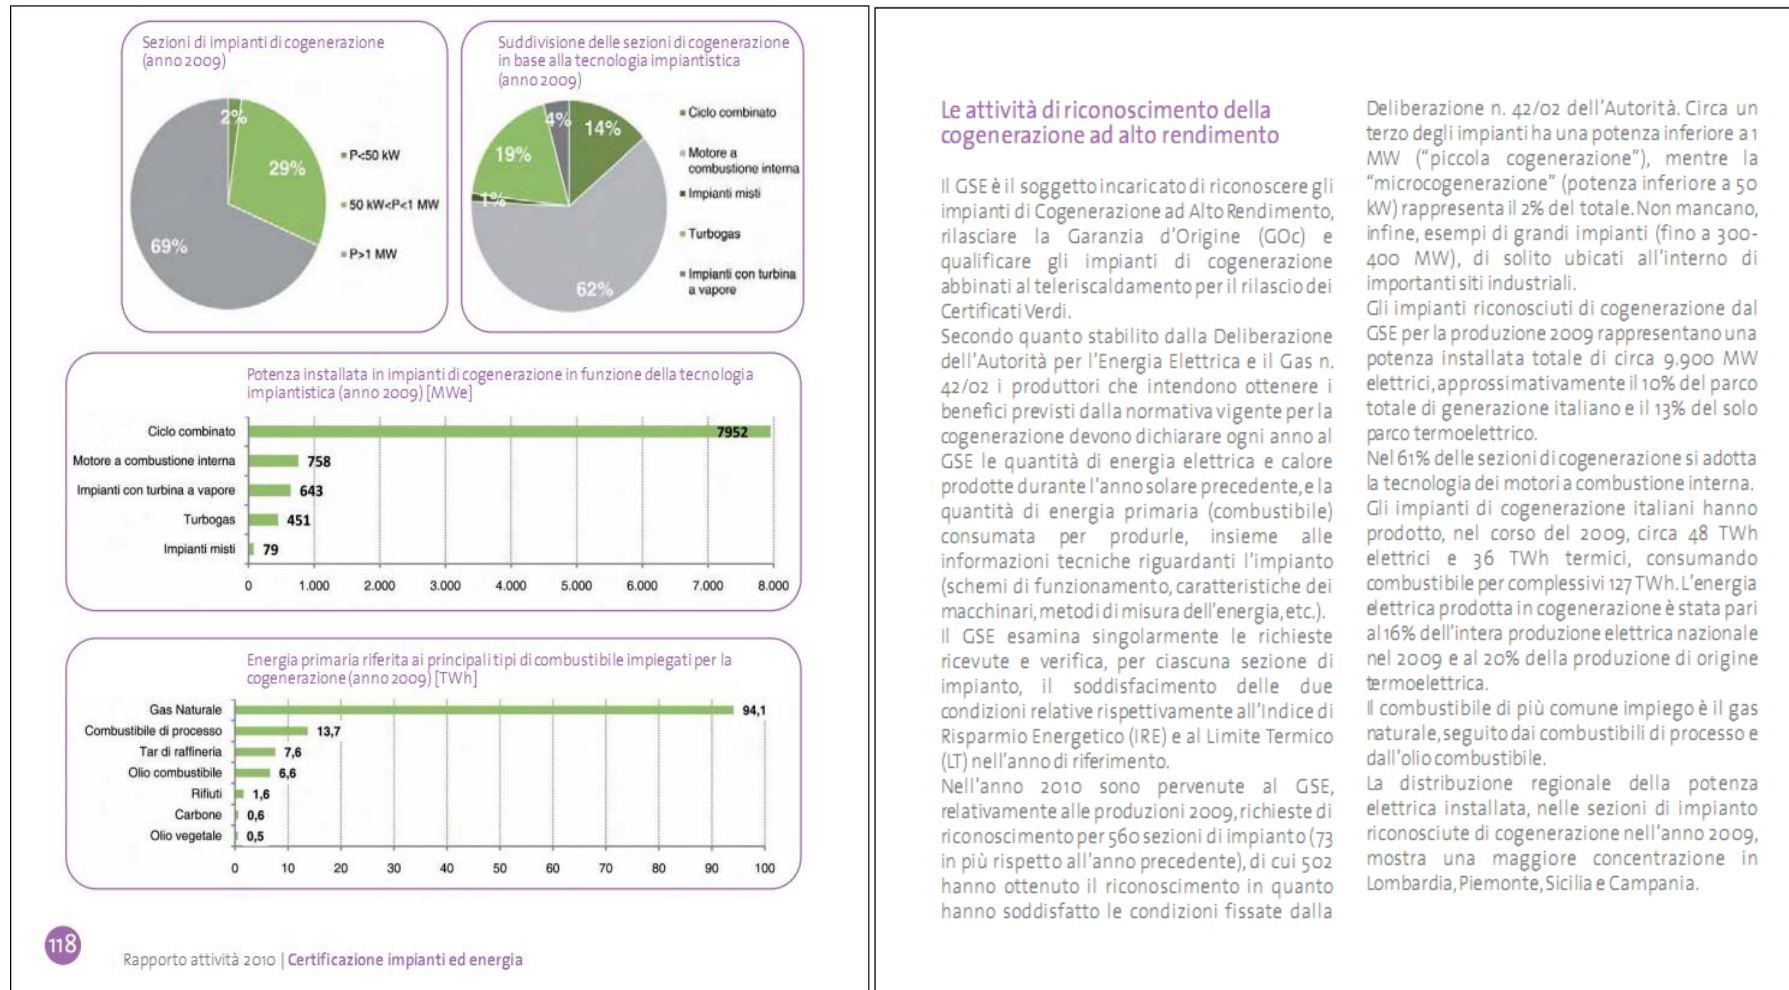 Sezioni di impianti di cogenerazione
(anno 2009)
2%
29%
69%
P<50 kW
50 kW<P<1 MW
P>1 MW
Suddivisione delle sezioni di cogenerazione
in base alla tecnologia impiantistica
(anno 2009)
4%
14%
19%
1%
62%
Ciclo combinato
Motore a
combustione interna
Impianti misti
Turbogas
Impianti con turbina
a vapore
Potenza installata in impianti di cogenerazione in funzione della tecnologia
impiantistica (anno 2009) [MWe]
Ciclo combinato 7952
Motore a combustione interna 758
Impianti con turbina a vapore 643
Turbogas 451
Impianti misti 79
0 1.000 2.000 3.000 4.000 5.000 6.000 7.000 8.000
Energia primaria riferita ai principali tipi di combustibile impiegati per la
cogenerazione (anno 2009) [TWh]
Gas Naturale 94,1
Combustibile di processo 13,7
Tar di raffineria 7,6
Olio combustibile 6,6
Rifiuti 1,6
Carbone 0,6
Olio vegetale 0,5
0 10 20 30 40 50 60 70 80 90 100
118
Rapporto attività 2010 | Certificazione impianti ed energia
Le attività di riconoscimento della
cogenerazione ad alto rendimento
Il GSE è il soggetto incaricato di riconoscere gli
impianti di Cogenerazione ad Alto Rendimento,
rilasciare la Garanzia d'Origine (GOc) e
qualificare gli impianti di cogenerazione
abbinati al teleriscaldamento per il rilascio dei
Certificati Verdi.
Secondo quanto stabilito dalla Deliberazione
dell'Autorità per l'Energia Elettrica e il Gas n.
42/02 i produttori che intendono ottenere i
benefici previsti dalla normativa vigente per la
cogenerazione devono dichiarare ogni anno al
GSE le quantità di energia elettrica e calore
prodotte durante l'anno solare precedente, e la
quantità di energia primaria (combustibile)
consumata per produrle, insieme alle
informazioni tecniche riguardanti l'impianto
(schemi di funzionamento, caratteristiche dei
macchinari, metodi di misura dell'energia, etc.).
Il GSE esamina singolarmente le richieste
ricevute e verifica, per ciascuna sezione di
impianto, il soddisfacimento delle due
condizioni relative rispettivamente all'Indice di
Risparmio Energetico (IRE) e al Limite Termico
(LT) nell'anno di riferimento.
Nell'anno 2010 sono pervenute al GSE,
relativamente alle produzioni 2009, richieste di
riconoscimento per 560 sezioni di impianto (73
in più rispetto all'anno precedente), di cui 502
hanno ottenuto il riconoscimento in quanto
hanno soddisfatto le condizioni fissate dalla
Deliberazione n. 42/02 dell'Autorità. Circa un
terzo degli impianti ha una potenza inferiore a 1
MW ("piccola cogenerazione"), mentre la
"microcogenerazione" (potenza inferiore a 50
kW) rappresenta il 2% del totale. Non mancano,
infine, esempi di grandi impianti (fino a 300-
400 MW), di solito ubicati all'interno di
importanti siti industriali.
Gli impianti riconosciuti di cogenerazione dal
GSE per la produzione 2009 rappresentano una
potenza installata totale di circa 9.900 MW
elettrici, approssimativamente il 10% del parco
totale di generazione italiano e il 13% del solo
parco termoelettrico.
Nel 61% delle sezioni di cogenerazione si adotta
la tecnologia dei motori a combustione interna.
Gli impianti di cogenerazione italiani hanno
prodotto, nel corso del 2009, circa 48 TWh
elettrici e 36 TWh termici, consumando
combustibile per complessivi 127 TWh. L'energia
elettrica prodotta in cogenerazione è stata pari
al 16% dell'intera produzione elettrica nazionale
nel 2009 e al 20% della produzione di origine
termoelettrica.
Il combustibile di più comune impiego è il gas
naturale, seguito dai combustibili di processo e
dall'olio combustibile.
La distribuzione regionale della potenza
elettrica installata, nelle sezioni di impianto
riconosciute di cogenerazione nell'anno 2009,
mostra una maggiore concentrazione in
Lombardia, Piemonte, Sicilia e Campania.